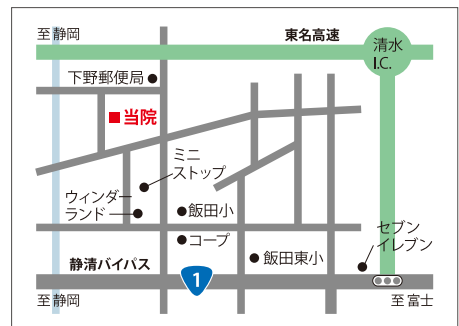 至静岡
東名高速
清水
I.C.
下野郵便局
当院
ミニ
ストップ
ウィンダー
ランド
飯田小
コープ
セブン
イレブン
飯田東小
静清バイパス
1
至静岡
至富士